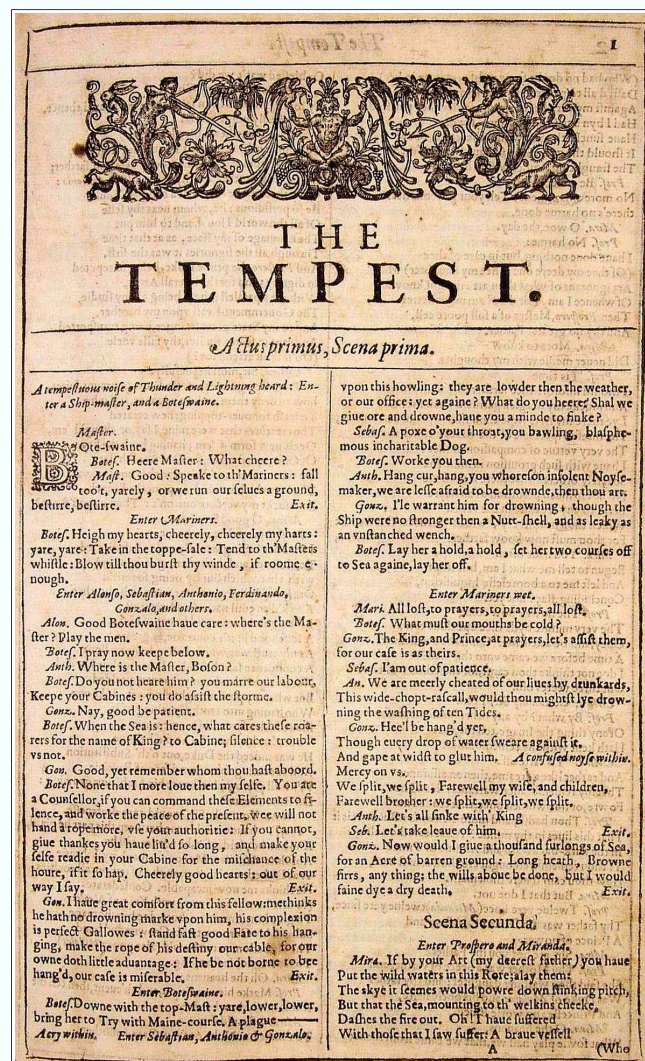 1
THE
TEMPEST.
Actus primus, Scena prima.
A tempestuous noise of Thunder and Lightning heard: En-
ter a Ship-master, and a Boteswaine.
Master.
BOte-swaine.
Botes. Heere Master: What cheere?
Mast. Good: Speake to th'Mariners: fall
too't, yarely, or we run our selues a ground,
bestirre, bestirre. Exit.
Enter Mariners.
Botes. Heigh my hearts, cheerely, cheerely my harts:
yare, yare: Take in the toppe-sale: Tend to th'Masters
whistle: Blow till thou burst thy winde, if roome e-
nough.
Enter Alonso, Sebastian, Anthonio, Ferdinando,
Gonzalo, and others.
Alon. Good Boteswaine haue care: where's the Ma-
ster? Play the men.
Botes. I pray now keepe below.
Anth. Where is the Master, Boson?
Botes. Do you not heare him? you marre our labour,
Keepe your Cabines: you do assist the storme.
Gonz. Nay, good be patient.
Botes. When the Sea is: hence, what cares these roa-
rers for the name of King? to Cabine; silence: trouble
vs not.
Gon. Good, yet remember whom thou hast aboord.
Botes. None that I more loue then my selfe. You are
a Counsellor, if you can command these Elements to si-
lence, and worke the peace of the present, wee will not
hand a rope more, vse your authoritie: If you cannot,
giue thankes you haue liu'd so long, and make your
selfe readie in your Cabine for the mischance of the
houre, if it so hap. Cheerely good hearts: out of our
way I say. Exit.
Gon. I haue great comfort from this fellow: methinks
he hath no drowning marke vpon him, his complexion
is perfect Gallowes: stand fast good Fate to his han-
ging, make the rope of his destiny our cable, for our
owne doth little aduantage: If he be not borne to bee
hang'd, our case is miserable. Exit.
Enter Boteswaine.
Botes. Downe with the top-Mast: yare, lower, lower,
bring her to Try with Maine-course. A plague——
A cry within. Enter Sebastian, Anthonio & Gonzalo.
vpon this howling: they are lowder then the weather,
or our office: yet againe? What do you heere? Shal we
giue ore and drowne, haue you a minde to sinke?
Sebas. A poxe o'your throat, you bawling, blasphe-
mous incharitable Dog.
Botes. Worke you then.
Anth. Hang cur, hang, you whoreson insolent Noyse-
maker, we are lesse afraid to be drownde, then thou art.
Gonz. I'le warrant him for drowning, though the
Ship were no stronger then a Nutt-shell, and as leaky as
an vnstanched wench.
Botes. Lay her a hold, a hold, set her two courses off
to Sea againe, lay her off.
Enter Mariners wet.
Mari. All lost, to prayers, to prayers, all lost.
Botes. What must our mouths be cold?
Gonz. The King, and Prince, at prayers, let's assist them,
for our case is as theirs.
Sebas. I'am out of patience.
An. We are meerly cheated of our liues by drunkards,
This wide-chopt-rascall, would thou mightst lye drow-
ning the washing of ten Tides.
Gonz. Hee'l be hang'd yet,
Though euery drop of water sweare against it,
And gape at widst to glut him. A confused noyse within.
Mercy on vs.
We split, we split, Farewell my wife, and children,
Farewell brother: we split, we split, we split.
Anth. Let's all sinke with' King
Seb. Let's take leaue of him. Exit.
Gonz. Now would I giue a thousand furlongs of Sea,
for an Acre of barren ground: Long heath, Browne
firrs, any thing; the wills aboue be done, but I would
faine dye a dry death. Exit.
Scena Secunda.
Enter Prospero and Miranda.
Mira. If by your Art (my deerest father) you haue
Put the wild waters in this Rore; alay them:
The skye it seemes would powre down stinking pitch,
But that the Sea, mounting to th' welkins cheeke,
Dashes the fire out. Oh! I haue suffered
With those that I saw suffer: A braue vessell
A (Who